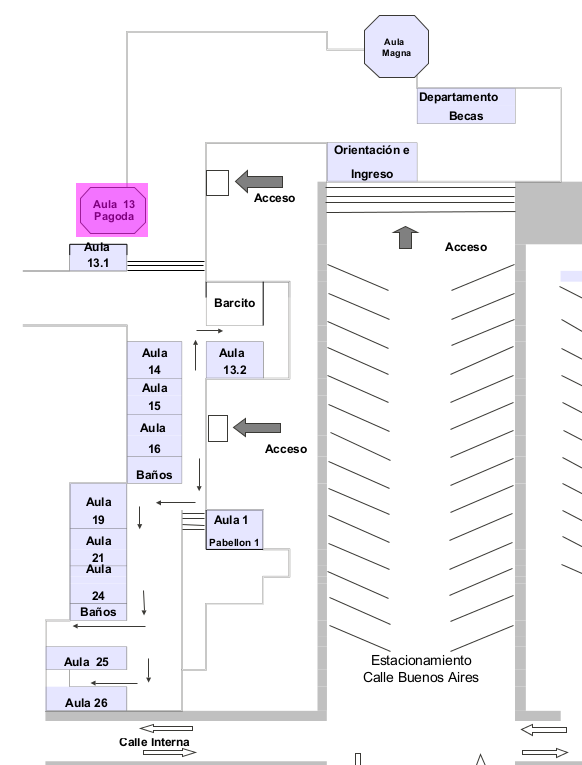 Aula
Magna
Departamento
Becas
Orientación e
Ingreso
Acceso
Aula 13
Pagoda
Acceso
Aula
13.1
Barcito
Aula
14
Aula
13.2
Aula
15
Aula
16
Acceso
Baños
Aula
19
Aula 1
Pabellon 1
Aula
21
Aula
24
Baños
Aula 25
Estacionamiento
Calle Buenos Aires
Aula 26
Calle Interna